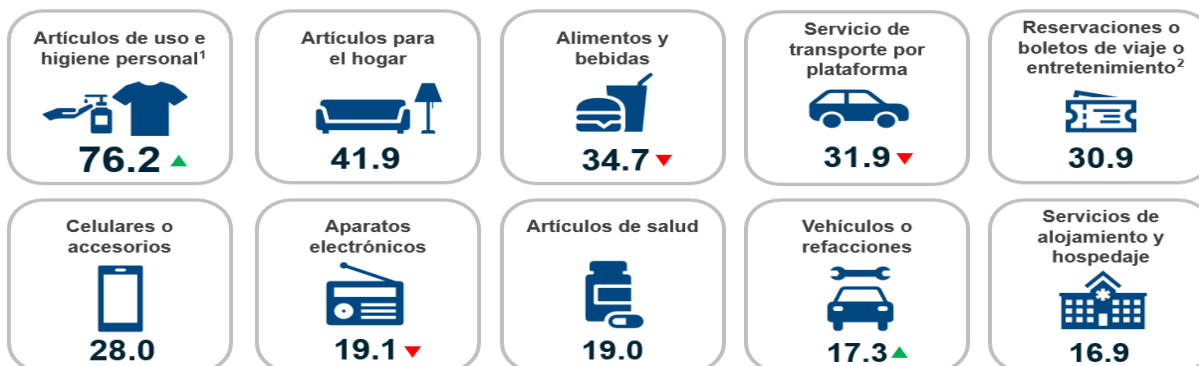 Artículos de uso e
higiene personal¹
76.2
Artículos para
el hogar
41.9
Alimentos y
bebidas
34.7
Servicio de
transporte por
plataforma
31.9
Reservaciones o
boletos de viaje o
entretenimiento²
30.9
Celulares o
accesorios
28.0
Aparatos
electrónicos
19.1
Artículos de salud
19.0
Vehículos o
refacciones
17.3
Servicios de
alojamiento y
hospedaje
16.9